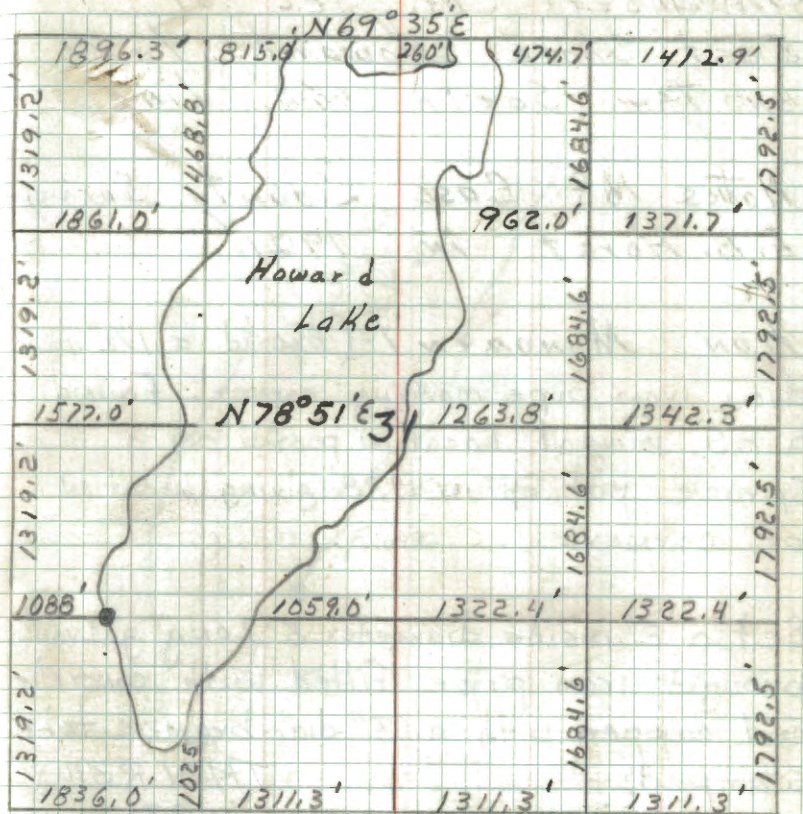 N69°35'E
1896.3' 815.0' 260' 474.7' 1412.9'
1319.2' 1468.8' 1684.6' 1792.5'
1861.0' 962.0' 1371.7'
Howard
Lake
1319.2' 1684.6' 1792.5'
1577.0' N78°51'E 31 1263.8' 1342.3'
1319.2' 1684.6' 1792.5'
1088' 1059.0' 1322.4' 1322.4'
1319.2' 1025 1684.6' 1792.5'
1836.0' 1311.3' 1311.3' 1311.3'